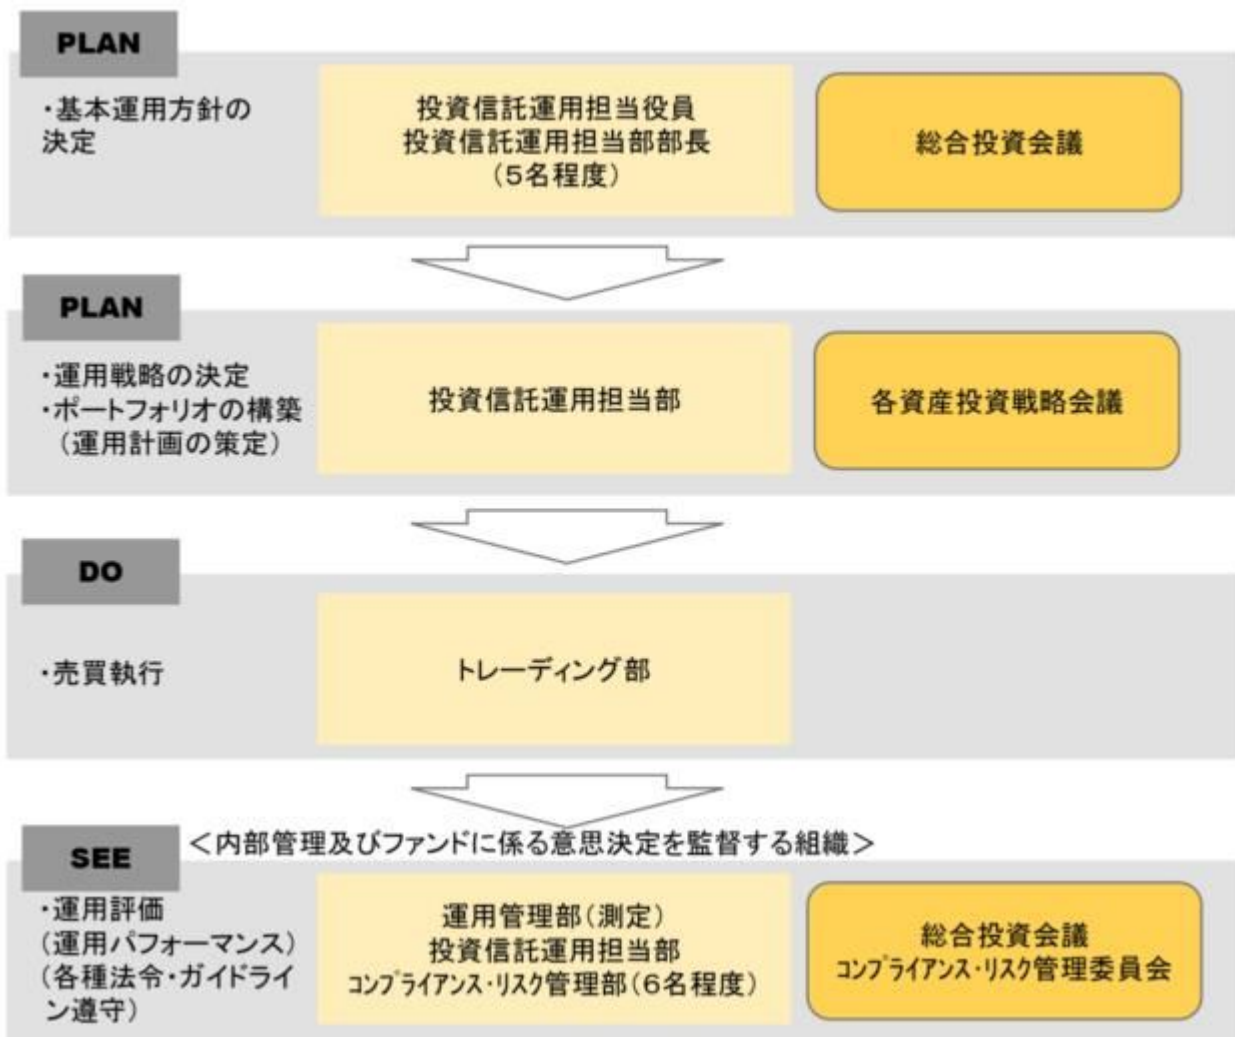 PLAN
・基本運用方針の
決定
投資信託運用担当役員
投資信託運用担当部部長
(5名程度)
総合投資会議
PLAN
・運用戦略の決定
・ポートフォリオの構築
(運用計画の策定)
投資信託運用担当部
各資産投資戦略会議
DO
・売買執行
トレーディング部
SEE
<内部管理及びファンドに係る意思決定を監督する組織>
・運用評価
(運用パフォーマンス)
(各種法令・ガイドライ
ン遵守)
運用管理部(測定)
投資信託運用担当部
コンプライアンス・リスク管理部(6名程度)
総合投資会議
コンプライアンス・リスク管理委員会